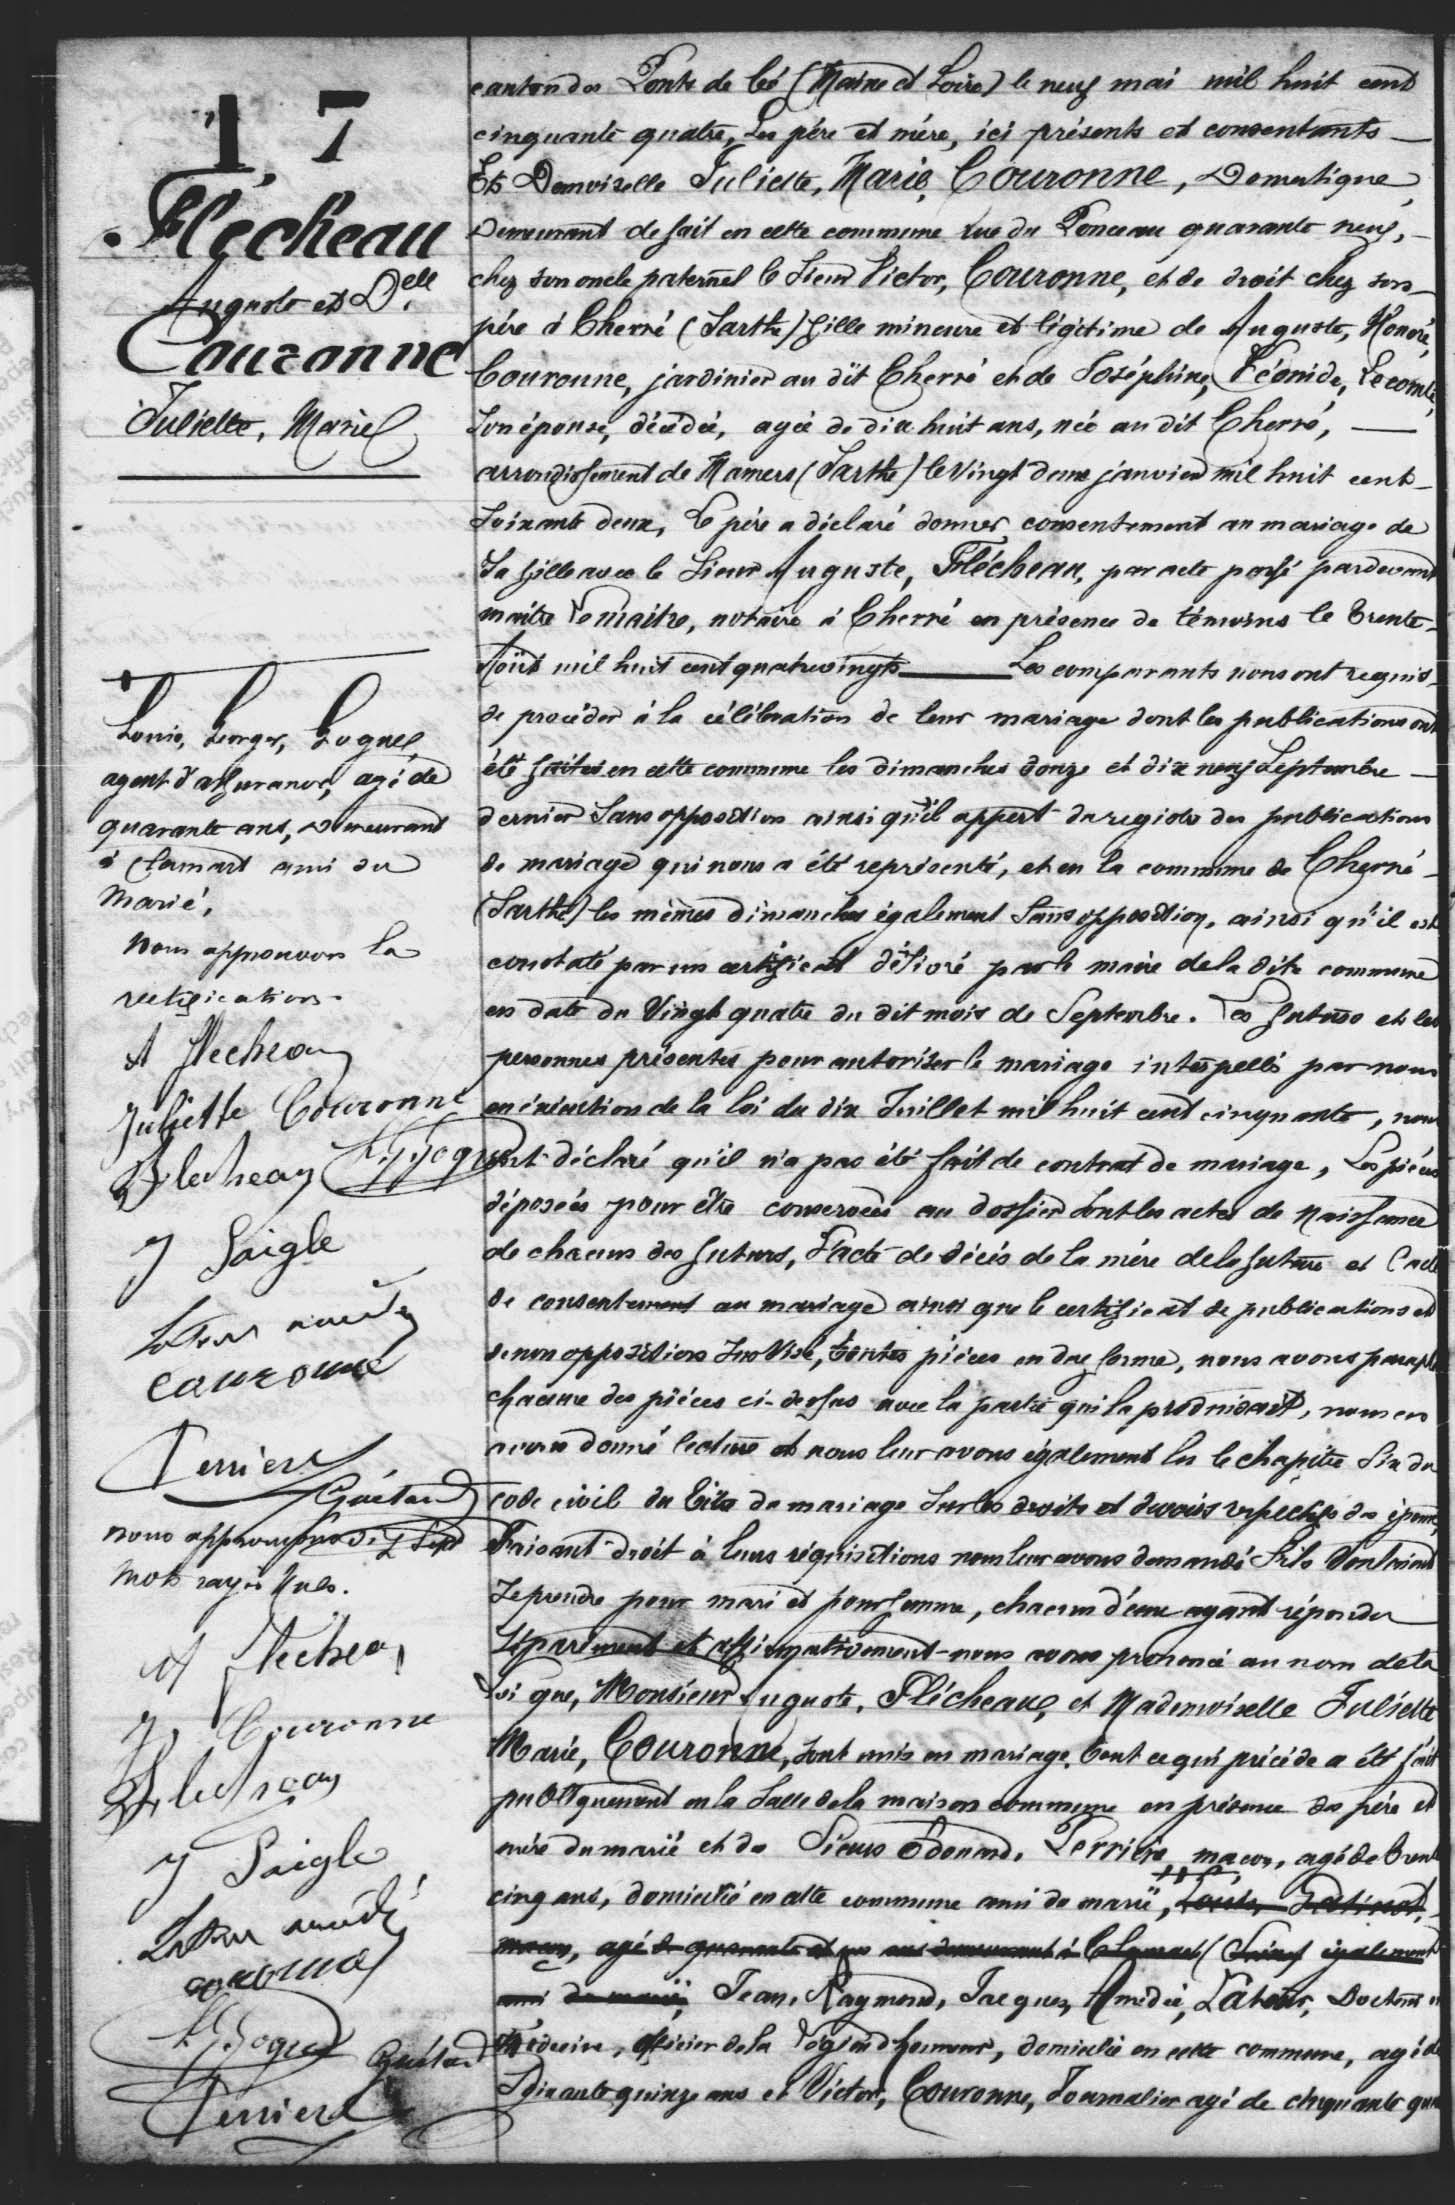 17
Flécheau
Auguste et Delle
Couronne
Juliette, Marie
canton des Ponts de Cé (Maine et Loire) le neuf mai mil huit cent
cinquante quatre, Les père et mère, ici présents et consentants —
Et Demoiselle Juliette, Marie, Couronne, Domestique,
Demeurant de fait en cette commune rue du Ponceau quarante neuf, —
chez son oncle paternel le Sieur Victor, Couronne, et de droit chez son
père à Cherré (Sarthe) fille mineure et légitime de Auguste, Honoré,
Couronne, jardinier au dit Cherré et de Joséphine, Léonide, Lecomte,
Son épouse, décédée, agée de dix huit ans, née au dit Cherré, —
arrondissement de Mamers (Sarthe) le Vingt deux janvier mil huit cent
Soixante deux, Le père a déclaré donner consentement au mariage de
Sa fille avec le Sieur Auguste, Flécheau, par acte passé pardevant
maître Lemaître, notaire à Cherré en présence de témoins le trente
Août mil huit cent quatrevingts — Les comparants nous ont requis
de procéder à la célébration de leur mariage dont les publications ont
été faites en cette commune les dimanches douze et dix neuf Septembre —
dernier Sans opposition ainsi qu'il appert du registre des publications
de mariage qui nous a été représenté, et en la commune de Cherré
(Sarthe) les mêmes dimanches également Sans opposition, ainsi qu'il est
constaté par un certificat délivré par le maire de la dite commune
en date du Vingt quatre du dit mois de Septembre. Les futurs et les
personnes présentes pour autoriser le mariage interpellés par nous
en éxécution de la loi du dix Juillet mil huit cent cinquante, nous
ont déclaré qu'il n'a pas été fait de contrat de mariage, Les pièces
déposées pour être conservées au dossier Sont les actes de Naissance
de chacun des futurs, L'acte de décès de la mère de la future et l'acte
de consentement au mariage ainsi que le certificat de publications et
de non opposition Susvisé, toutes pièces en due forme, nous avons paraphé
chacune des pièces ci-dessus avec la partie qui la produisait, nous en
avons donné lecture et nous leur avons également lu le chapitre Six du
code civil du titre du mariage Sur les droits et devoirs respectifs des époux,
Faisant droit à leurs réquisitions nous leur avons demandé S'ils Voulaient
Se prendre pour mari et pour femme, chacun d'eux ayant répondu
Séparément et affirmativement nous avons prononcé au nom de la
Loi que, Monsieur Auguste, Flécheau, et Mademoiselle Juliette
Marie, Couronne, Sont unis en mariage. Tout ce qui précède a été fait
publiquement en la Salle de la maison commune en présence des père et
mère du marié et de Sieurs Edouard, Perrière, maçon, agé de trente
cinq ans, domicilié en cette commune ami du marié, Louis,
maçon, agé de quarante et un ans demeurant à Clamart (Seine) également
ami du marié, Jean, Raymond, Jacques, Amédée, Latour, Docteur en
Médecine, officier de la Légion d'honneur, domicilié en cette commune, agé de
Soixante quinze ans et Victor, Couronne, Journalier agé de cinquante
Louis, Georges, Gogues,
agent d'assurances, agé de
quarante ans, demeurant
à Clamart ami du
Marié,
Nous approuvons la
rectification.
A Flecheau
Juliette Couronne
Flecheau
J Saigle
Latour amédée
couronne
Perriere
Guétard
nous approuvons
mots rayés Nuls.
A Flecheau
J Couronne
Flecheau
J Saigle
Latour amédé
couronne
Guétard
Perriere